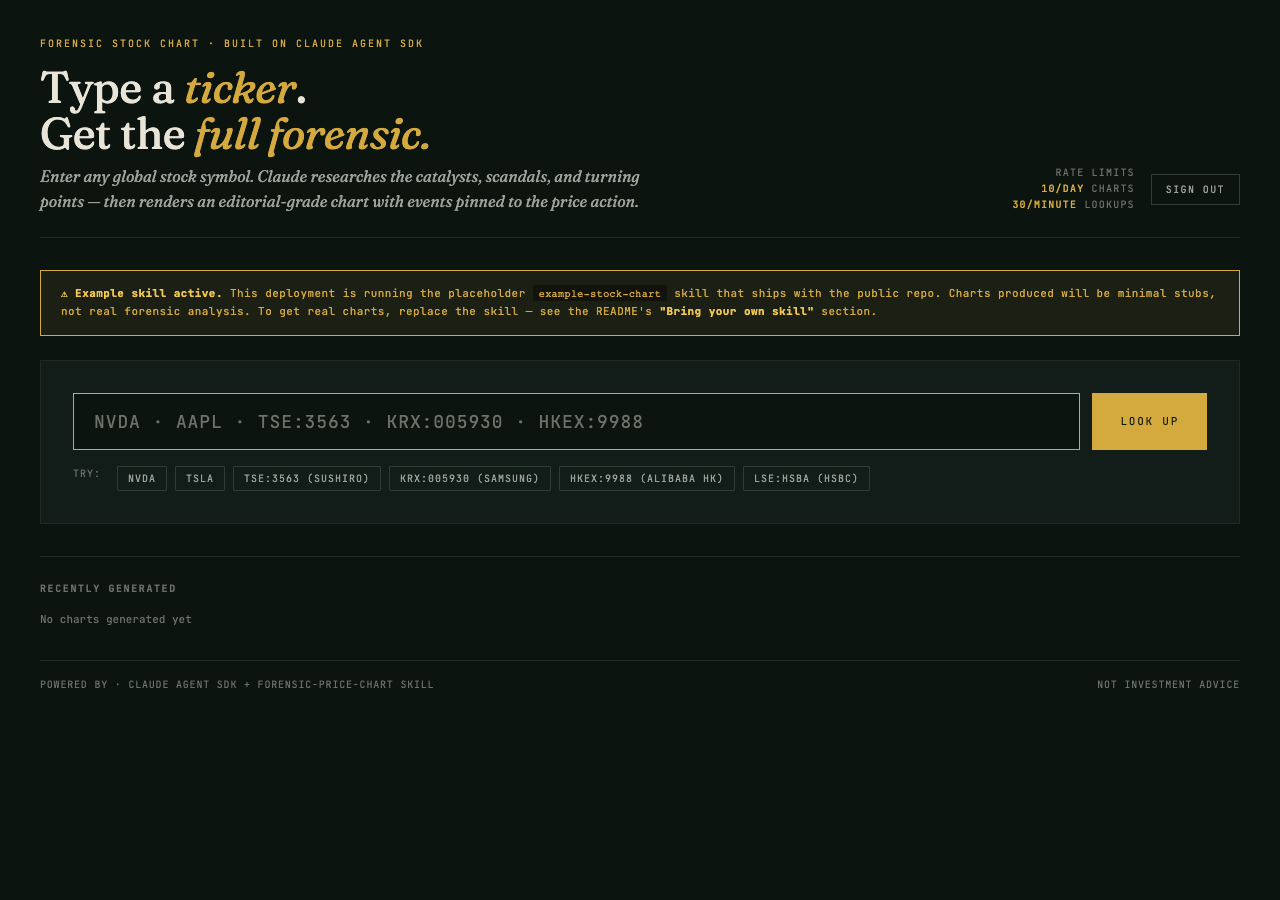 FORENSIC STOCK CHART · BUILT ON CLAUDE AGENT SDK
Type a ticker.
Get the full forensic.
Enter any global stock symbol. Claude researches the catalysts, scandals, and turning
points — then renders an editorial-grade chart with events pinned to the price action.
RATE LIMITS
10/DAY CHARTS
30/MINUTE LOOKUPS
SIGN OUT
⚠ Example skill active. This deployment is running the placeholder example-stock-chart skill that ships with the public repo. Charts produced will be minimal stubs,
not real forensic analysis. To get real charts, replace the skill — see the README's "Bring your own skill" section.
NVDA · AAPL · TSE:3563 · KRX:005930 · HKEX:9988
LOOK UP
TRY:
NVDA
TSLA
TSE:3563 (SUSHIRO)
KRX:005930 (SAMSUNG)
HKEX:9988 (ALIBABA HK)
LSE:HSBA (HSBC)
RECENTLY GENERATED
No charts generated yet
POWERED BY · CLAUDE AGENT SDK + FORENSIC-PRICE-CHART SKILL
NOT INVESTMENT ADVICE